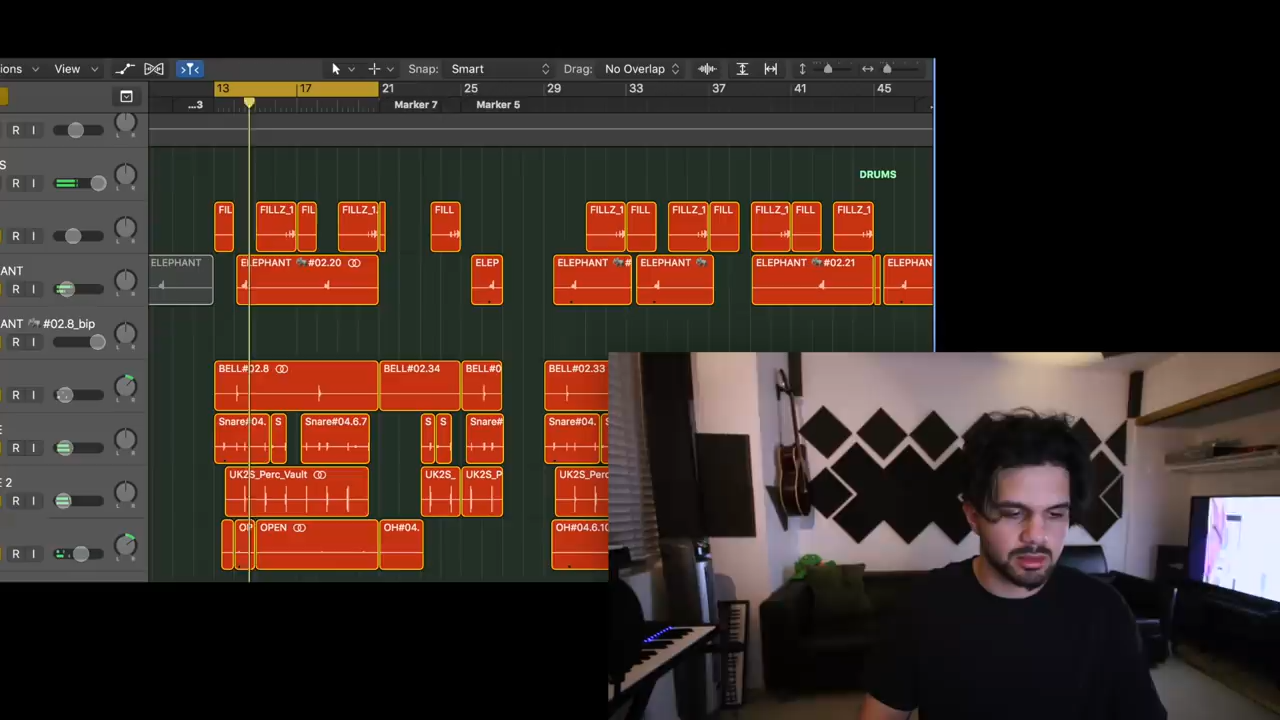 ions View Snap: Smart Drag: No Overlap
13 17 21 25 29 33 37 41 45
...3 Marker 7 Marker 5
R I
S
DRUMS
R I
FIL FILLZ_1 FIL FILLZ_1 FILL FILLZ_1 FILL FILLZ_1 FILL FILLZ_1 FILL FILLZ_1
R I
ANT
ELEPHANT ELEPHANT #02.20 ELEP ELEPHANT # ELEPHANT ELEPHANT #02.21 ELEPHAN
R I
ANT #02.8_bip
R I
BELL#02.8 BELL#02.34 BELL#0 BELL#02.33
R I
E
Snare#04. S Snare#04.6.7 S S Snare# Snare#04. S
R I
E 2
UK2S_Perc_Vault UK2S_ UK2S_P UK2S_Perc
R I
OP OPEN OH#04. OH#04.6.10
R I